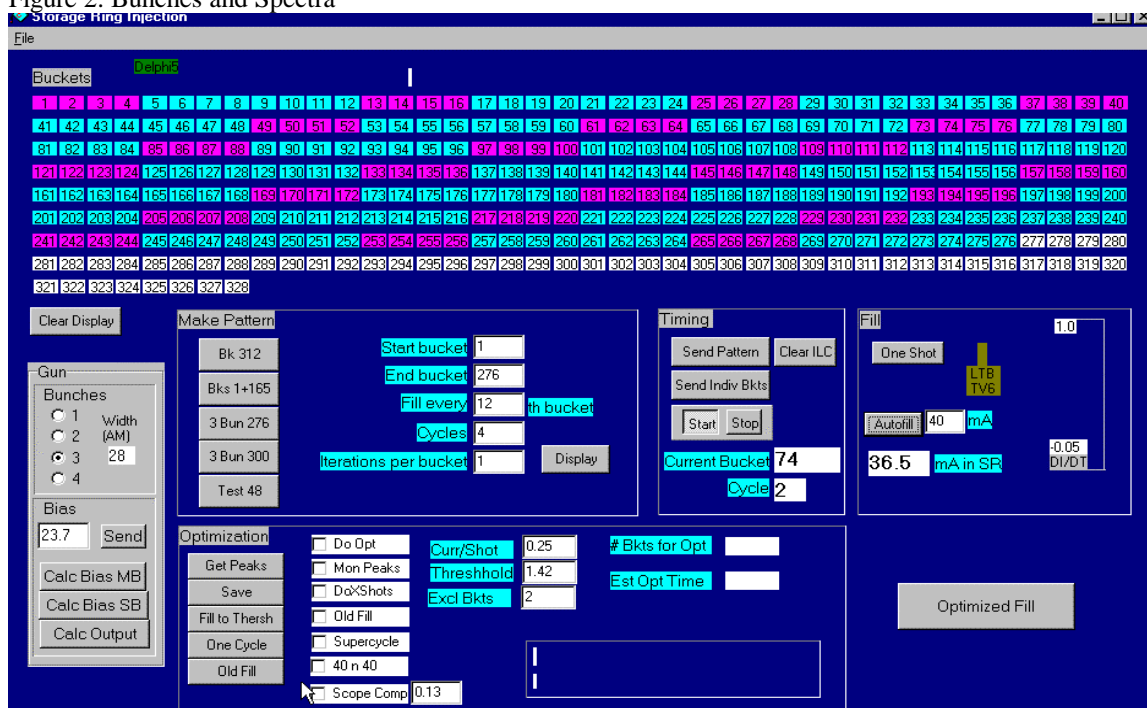 Figure 2: Bunches and Spectra
Storage Ring Injection
File
Delphi5
Buckets
1 2 3 4 5 6 7 8 9 10 11 12 13 14 15 16 17 18 19 20 21 22 23 24 25 26 27 28 29 30 31 32 33 34 35 36 37 38 39 40
41 42 43 44 45 46 47 48 49 50 51 52 53 54 55 56 57 58 59 60 61 62 63 64 65 66 67 68 69 70 71 72 73 74 75 76 77 78 79 80
81 82 83 84 85 86 87 88 89 90 91 92 93 94 95 96 97 98 99 100 101 102 103 104 105 106 107 108 109 110 111 112 113 114 115 116 117 118 119 120
121 122 123 124 125 126 127 128 129 130 131 132 133 134 135 136 137 138 139 140 141 142 143 144 145 146 147 148 149 150 151 152 153 154 155 156 157 158 159 160
161 162 163 164 165 166 167 168 169 170 171 172 173 174 175 176 177 178 179 180 181 182 183 184 185 186 187 188 189 190 191 192 193 194 195 196 197 198 199 200
201 202 203 204 205 206 207 208 209 210 211 212 213 214 215 216 217 218 219 220 221 222 223 224 225 226 227 228 229 230 231 232 233 234 235 236 237 238 239 240
241 242 243 244 245 246 247 248 249 250 251 252 253 254 255 256 257 258 259 260 261 262 263 264 265 266 267 268 269 270 271 272 273 274 275 276 277 278 279 280
281 282 283 284 285 286 287 288 289 290 291 292 293 294 295 296 297 298 299 300 301 302 303 304 305 306 307 308 309 310 311 312 313 314 315 316 317 318 319 320
321 322 323 324 325 326 327 328
Clear Display
Gun
Bunches
1
2
3
4
Width
(AM)
28
Bias
23.7 Send
Calc Bias MB
Calc Bias SB
Calc Output
Make Pattern
Bk 312
Bks 1+165
3 Bun 276
3 Bun 300
Test 48
Start bucket 1
End bucket 276
Fill every 12 th bucket
Cycles 4
Iterations per bucket 1 Display
Timing
Send Pattern Clear ILC
Send Indiv Bkts
Start Stop
Current Bucket 74
Cycle 2
Fill
One Shot
LTB
TV6
1.0
Autofill 40 mA
36.5 mA in SR
-0.05
DI/DT
Optimization
Get Peaks
Save
Fill to Thersh
One Cycle
Old Fill
Do Opt
Mon Peaks
DoXShots
Old Fill
Supercycle
40 n 40
Scope Comp 0.13
Curr/Shot 0.25
Threshhold 1.42
Excl Bkts 2
# Bkts for Opt
Est Opt Time
Optimized Fill